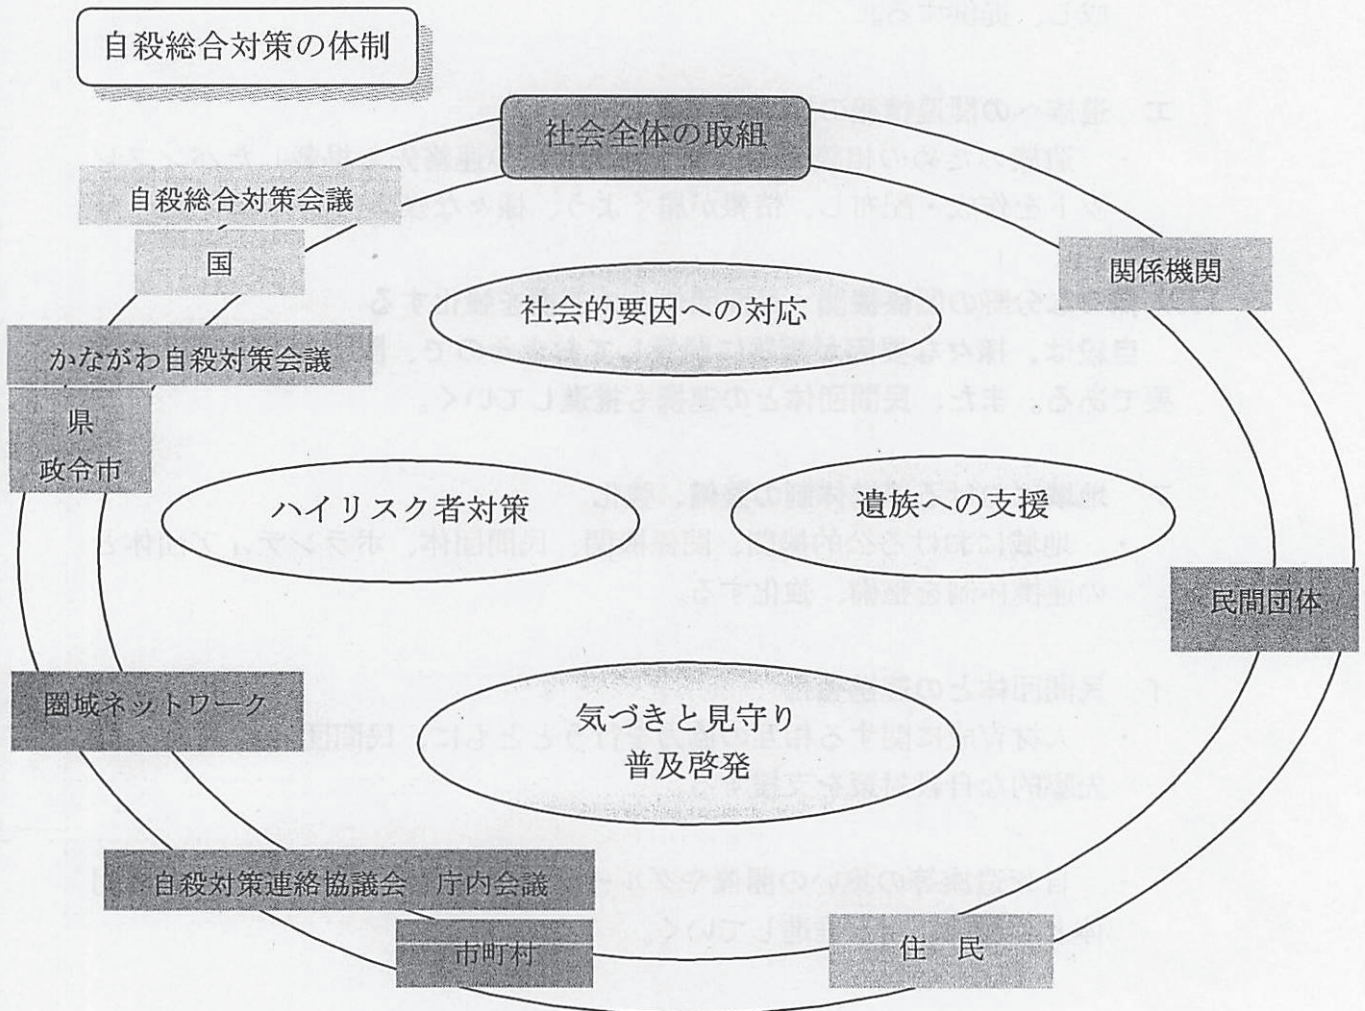 自殺総合対策の体制
社会全体の取組
自殺総合対策会議
国
関係機関
社会的要因への対応
かながわ自殺対策会議
県
政令市
ハイリスク者対策
遺族への支援
民間団体
圏域ネットワーク
気づきと見守り
普及啓発
自殺対策連絡協議会 庁内会議
市町村
住 民